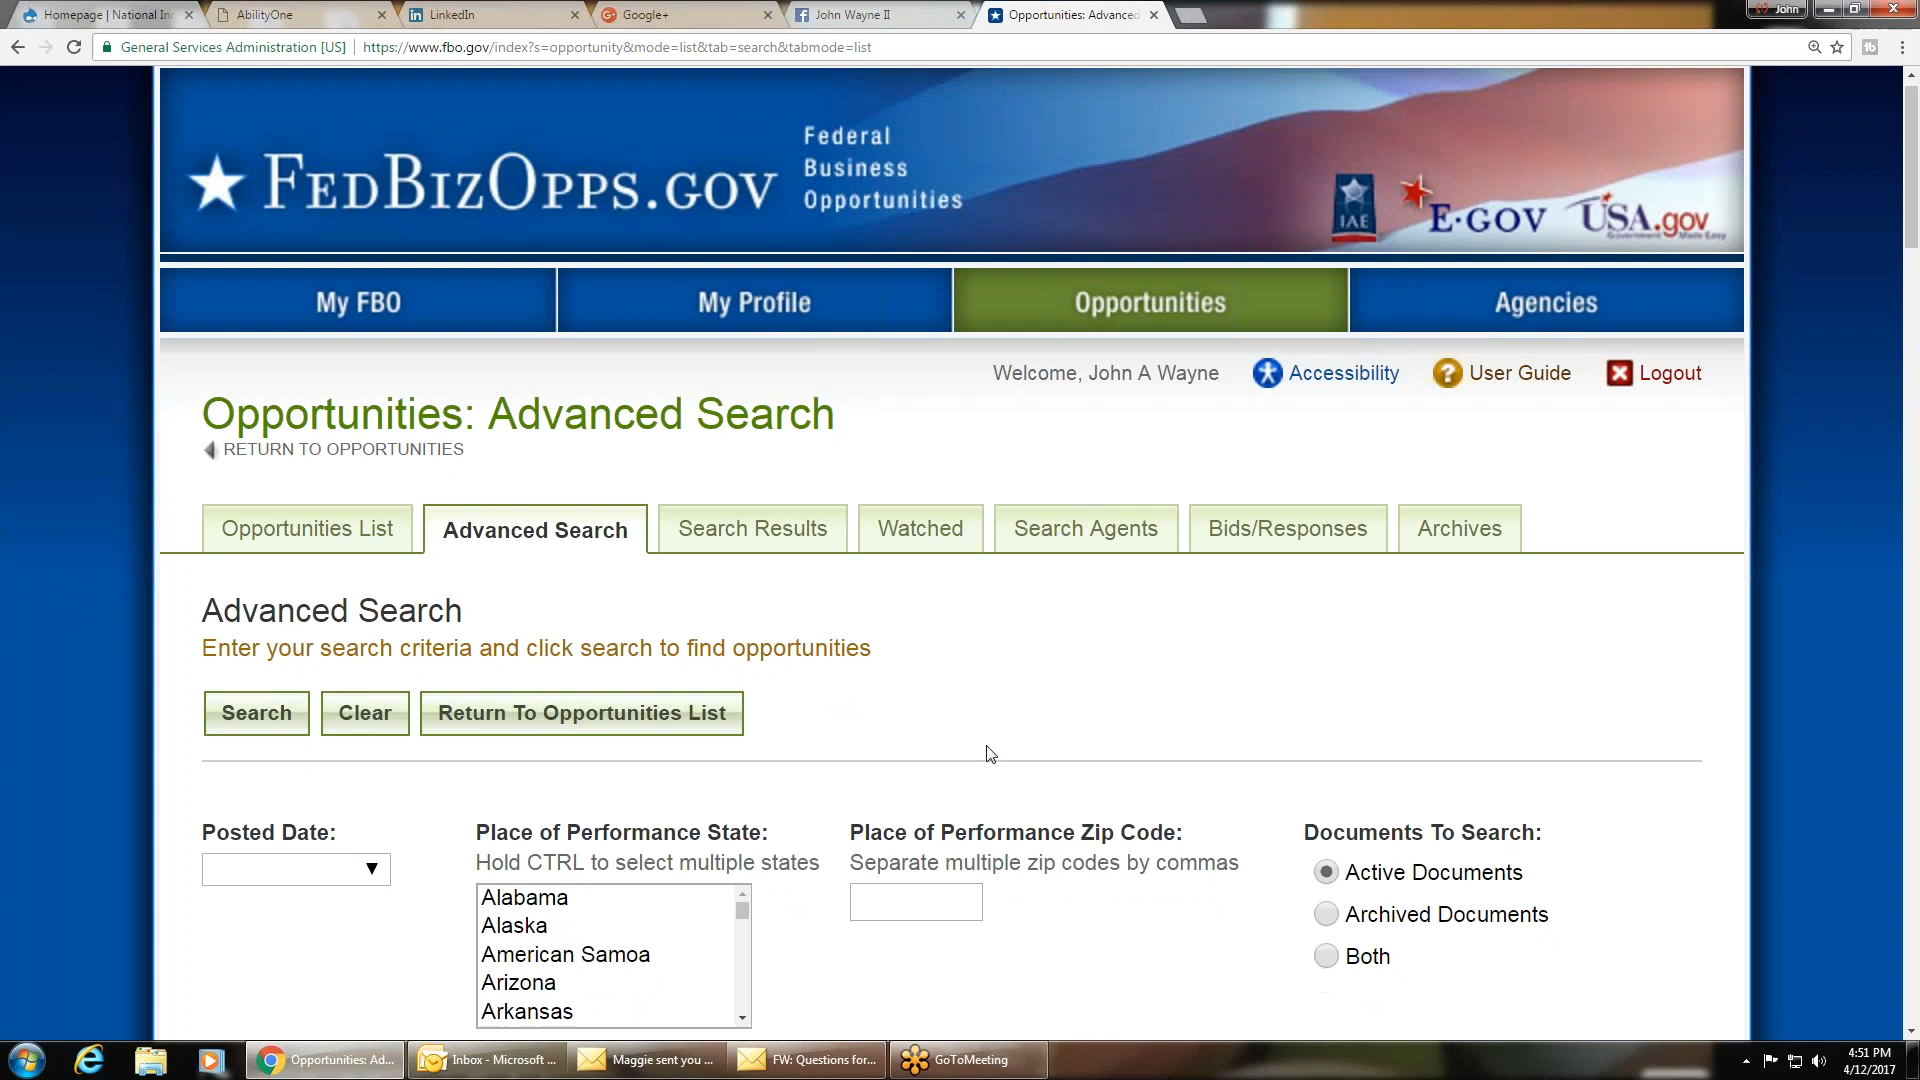 Homepage | National In
AbilityOne
LinkedIn
Google+
John Wayne II
Opportunities: Advanced
John
General Services Administration [US]
https://www.fbo.gov/index?s=opportunity&mode=list&tab=search&tabmode=list
FEDBIZOPPS.GOV
Federal
Business
Opportunities
IAE
E-GOV
USA.gov
Government Made Easy
My FBO
My Profile
Opportunities
Agencies
Welcome, John A Wayne
Accessibility
User Guide
Logout
Opportunities: Advanced Search
RETURN TO OPPORTUNITIES
Opportunities List
Advanced Search
Search Results
Watched
Search Agents
Bids/Responses
Archives
Advanced Search
Enter your search criteria and click search to find opportunities
Search
Clear
Return To Opportunities List
Posted Date:
Place of Performance State:
Hold CTRL to select multiple states
Alabama
Alaska
American Samoa
Arizona
Arkansas
Place of Performance Zip Code:
Separate multiple zip codes by commas
Documents To Search:
Active Documents
Archived Documents
Both
Opportunities: Ad...
Inbox - Microsoft ...
Maggie sent you ...
FW: Questions for...
GoToMeeting
4:51 PM
4/12/2017